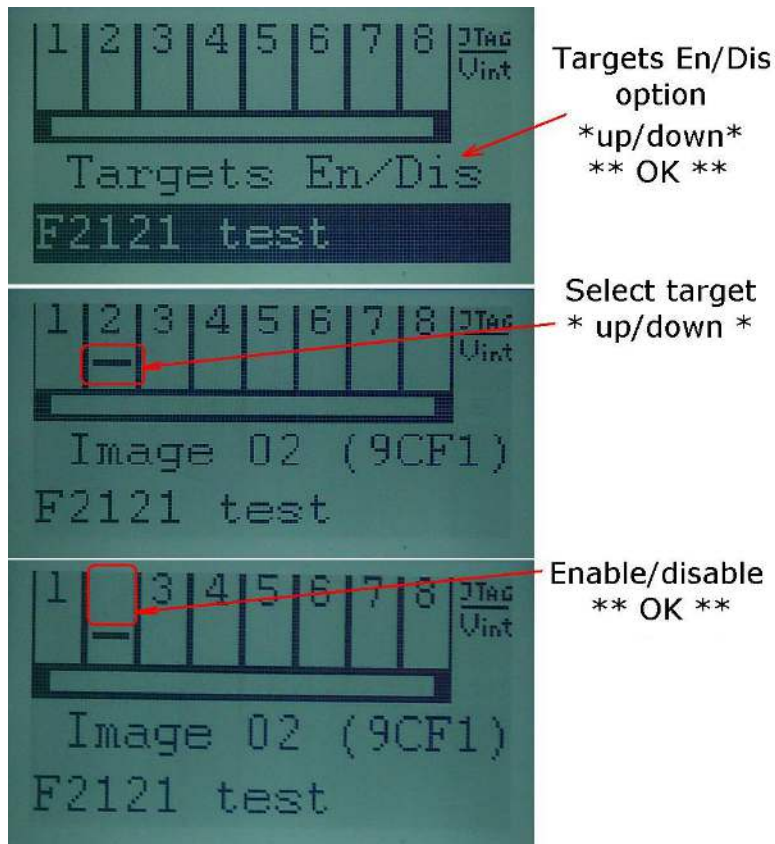 1 2 3 4 5 6 7 8 JTAG
Vint
Targets En/Dis
F2121 test
Targets En/Dis
option
*up/down*
** OK **
1 2 3 4 5 6 7 8 JTAG
Vint
Image 02 (9CF1)
F2121 test
Select target
* up/down *
1 3 4 5 6 7 8 JTAG
Vint
Image 02 (9CF1)
F2121 test
Enable/disable
** OK **